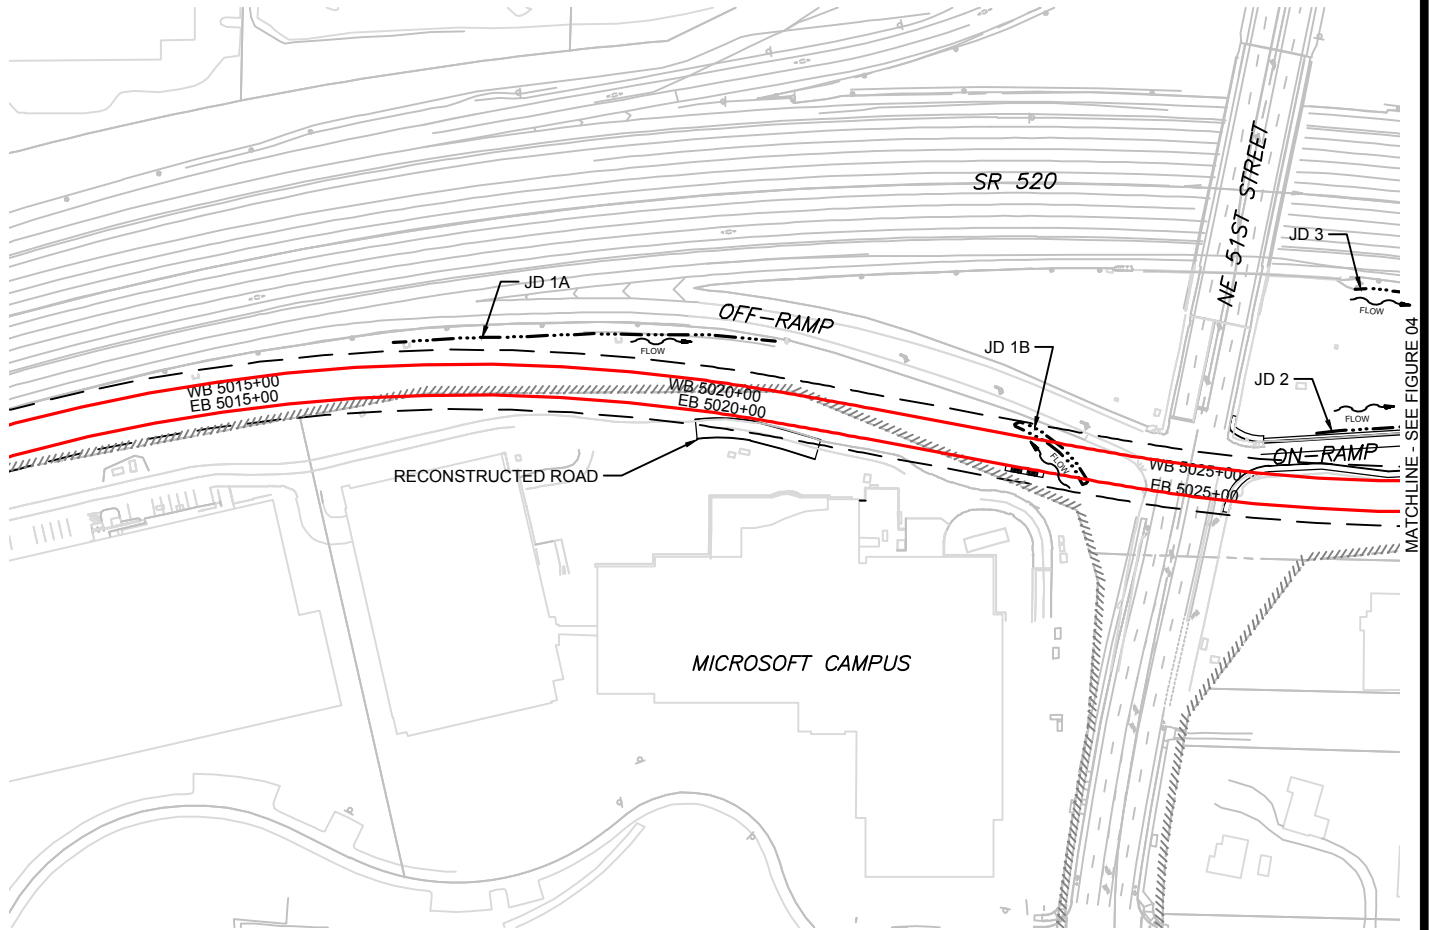 SR 520
NE 51ST STREET
JD 3
FLOW
JD 1A
OFF-RAMP
FLOW
JD 1B
JD 2
FLOW
MATCHLINE - SEE FIGURE 04
WB 5015+00
EB 5015+00
WB 5020+00
EB 5020+00
RECONSTRUCTED ROAD
FLOW
ON-RAMP
WB 5025+00
EB 5025+00
MICROSOFT CAMPUS